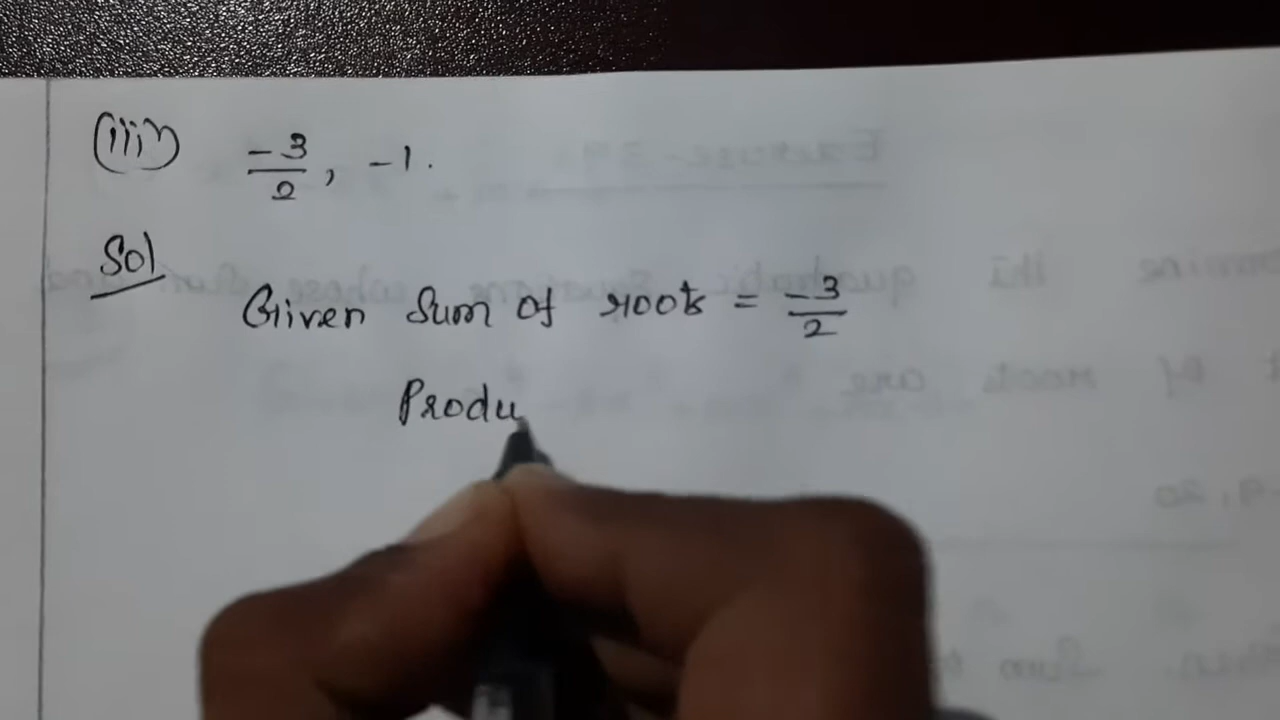 (iii) -3/2, -1.
Sol
Given Sum of roots = -3/2
Produ